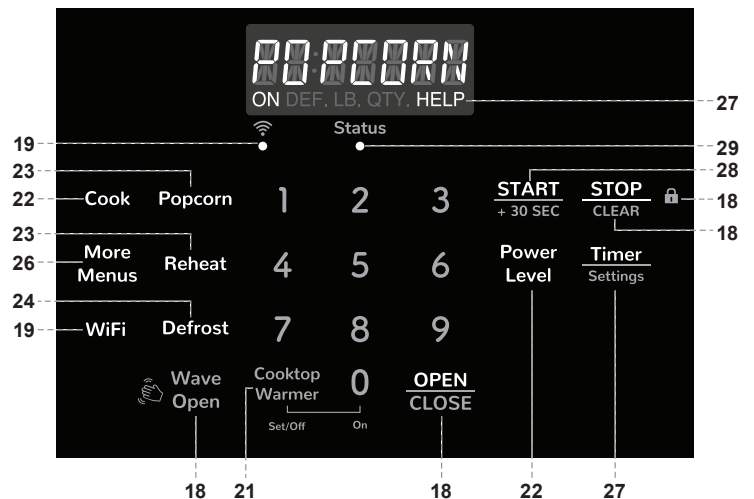 POPCORN
ON DEF. LB. QTY. HELP
27
Status
19
29
23
28
22
Cook
Popcorn
1
2
3
START
STOP
18
+ 30 SEC
CLEAR
18
23
26
More
Menus
Reheat
4
5
6
Power
Level
Timer
Settings
24
19
WiFi
Defrost
7
8
9
Wave
Open
Cooktop
Warmer
0
OPEN
CLOSE
Set/Off
On
18
21
18
22
27